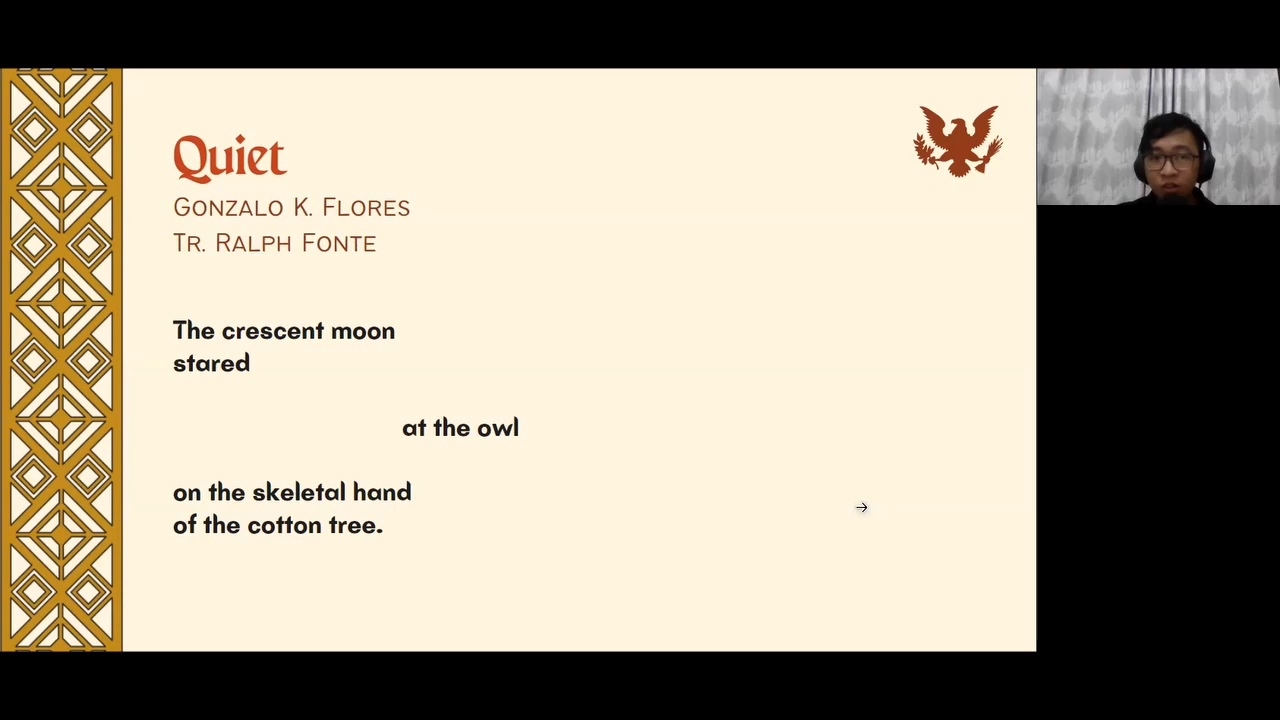 Quiet
GONZALO K. FLORES
TR. RALPH FONTE
The crescent moon
stared
at the owl
on the skeletal hand
of the cotton tree.